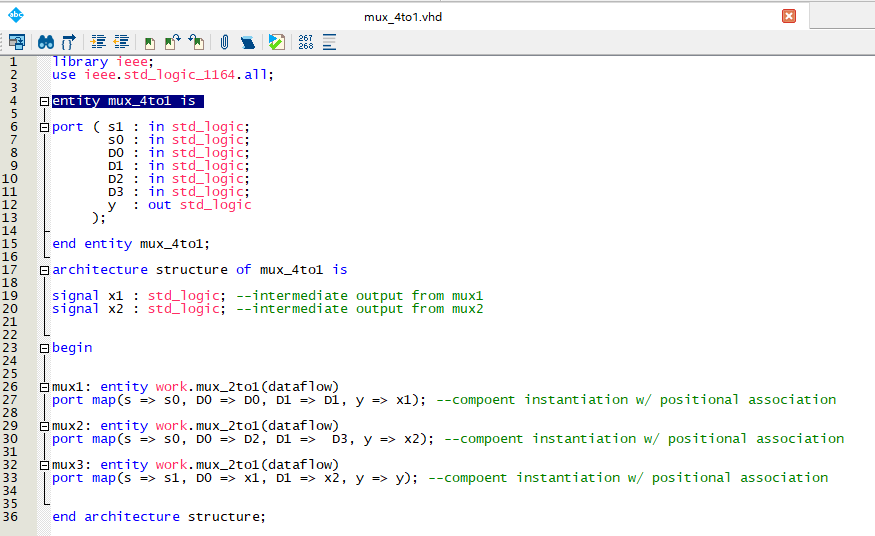 abc
mux_4to1.vhd
267
268
1 library ieee;
2 use ieee.std_logic_1164.all;
3
4 entity mux_4to1 is
5
6 port ( s1 : in std_logic;
7 s0 : in std_logic;
8 D0 : in std_logic;
9 D1 : in std_logic;
10 D2 : in std_logic;
11 D3 : in std_logic;
12 y : out std_logic
13 );
14
15 end entity mux_4to1;
16
17 architecture structure of mux_4to1 is
18
19 signal x1 : std_logic; --intermediate output from mux1
20 signal x2 : std_logic; --intermediate output from mux2
21
22
23 begin
24
25
26 mux1: entity work.mux_2to1(dataflow)
27 port map(s => s0, D0 => D0, D1 => D1, y => x1); --compoent instantiation w/ positional association
28
29 mux2: entity work.mux_2to1(dataflow)
30 port map(s => s0, D0 => D2, D1 =>  D3, y => x2); --compoent instantiation w/ positional association
31
32 mux3: entity work.mux_2to1(dataflow)
33 port map(s => s1, D0 => x1, D1 => x2, y => y); --compoent instantiation w/ positional association
34
35
36 end architecture structure;